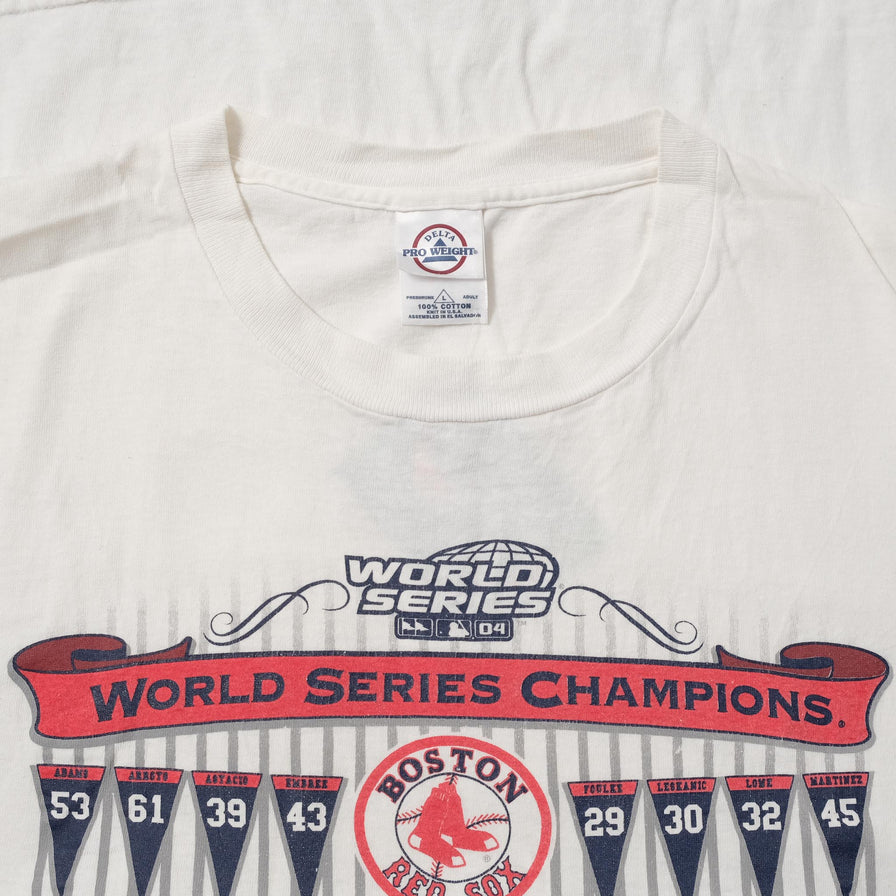 DELTA
PRO WEIGHT®
PRESHRUNK L ADULT
100% COTTON
KNIT IN U.S.A.
ASSEMBLED IN EL SALVADOR
WORLD
SERIES®
04
WORLD SERIES CHAMPIONS®
ADAMS ARROYO ASTACIO EMBREE
53 61 39 43
BOSTON
RED SOX
FOULKE LESKANIC LOWE MARTINEZ
29 30 32 45